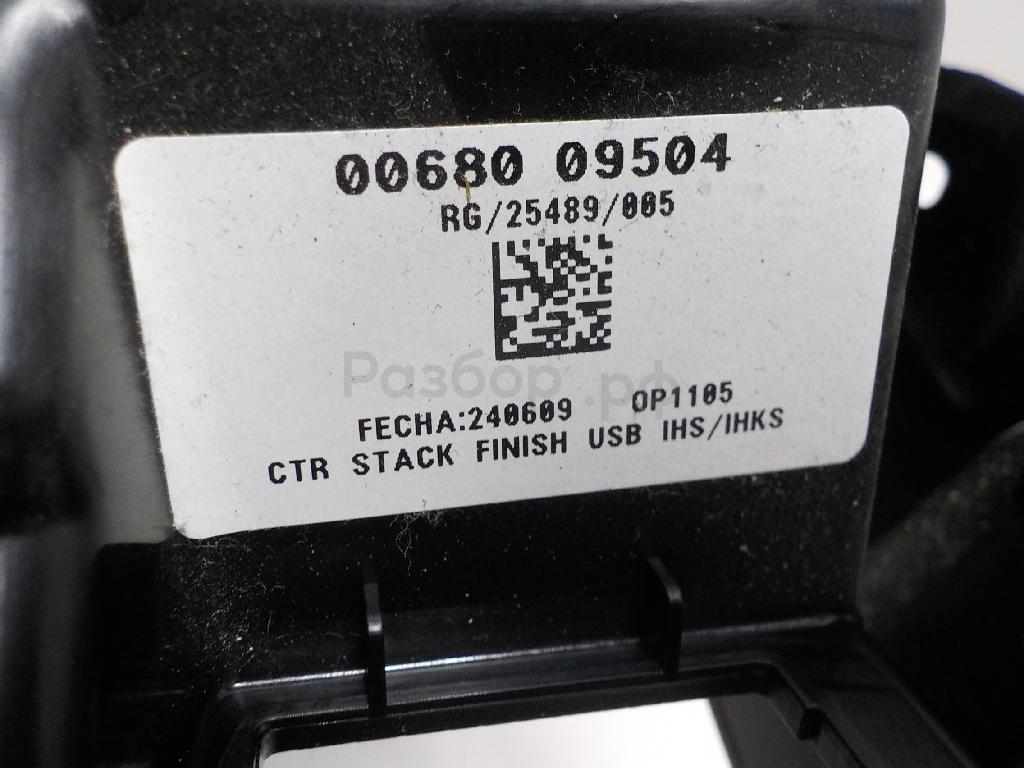 00680 09504
RG/25489/005
Разбор.рф
FECHA:240609 OP1105
CTR STACK FINISH USB IHS/IHKS